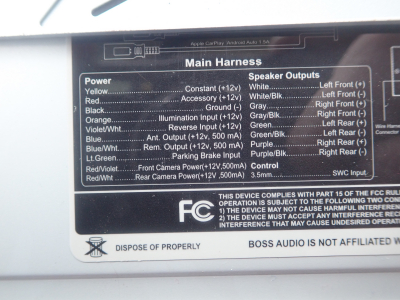 Apple CarPlay, Android Auto
Main Harness
Power
Yellow Constant (+12v)
Red Accessory (+12v)
Black Ground (-)
Orange Illumination Input (+12v)
Violet/Wht Reverse Input (+12v)
Blue Ant. Output (+12v, 500 mA)
Blue/Wht Rem. Output (+12v, 500 mA)
Lt.Green Parking Brake Input
Red/Violet Front Camera Power(+12V,500mA)
Red/Wht Rear Camera Power(+12V ,500mA)
Speaker Outputs
White Left Front (+)
White/Blk Left Front (-)
Gray Right Front (+)
Gray/Blk Right Front (-)
Green Left Rear (+)
Green/Blk Left Rear (-)
Purple Right Rear (+)
Purple/Blk Right Rear (-)
Control
3.5mm SWC Input
Wire Harness
Connector
FC
THIS DEVICE COMPLIES WITH PART 15 OF THE FCC
OPERATION IS SUBJECT TO THE FOLLOWING TWO
1) THE DEVICE MAY NOT CAUSE HARMFUL
2) THE DEVICE MUST ACCEPT ANY INTERFERENCE
INTERFERENCE THAT MAY CAUSE UNDESIRED
DISPOSE OF PROPERLY
BOSS AUDIO IS NOT AFFILIATED